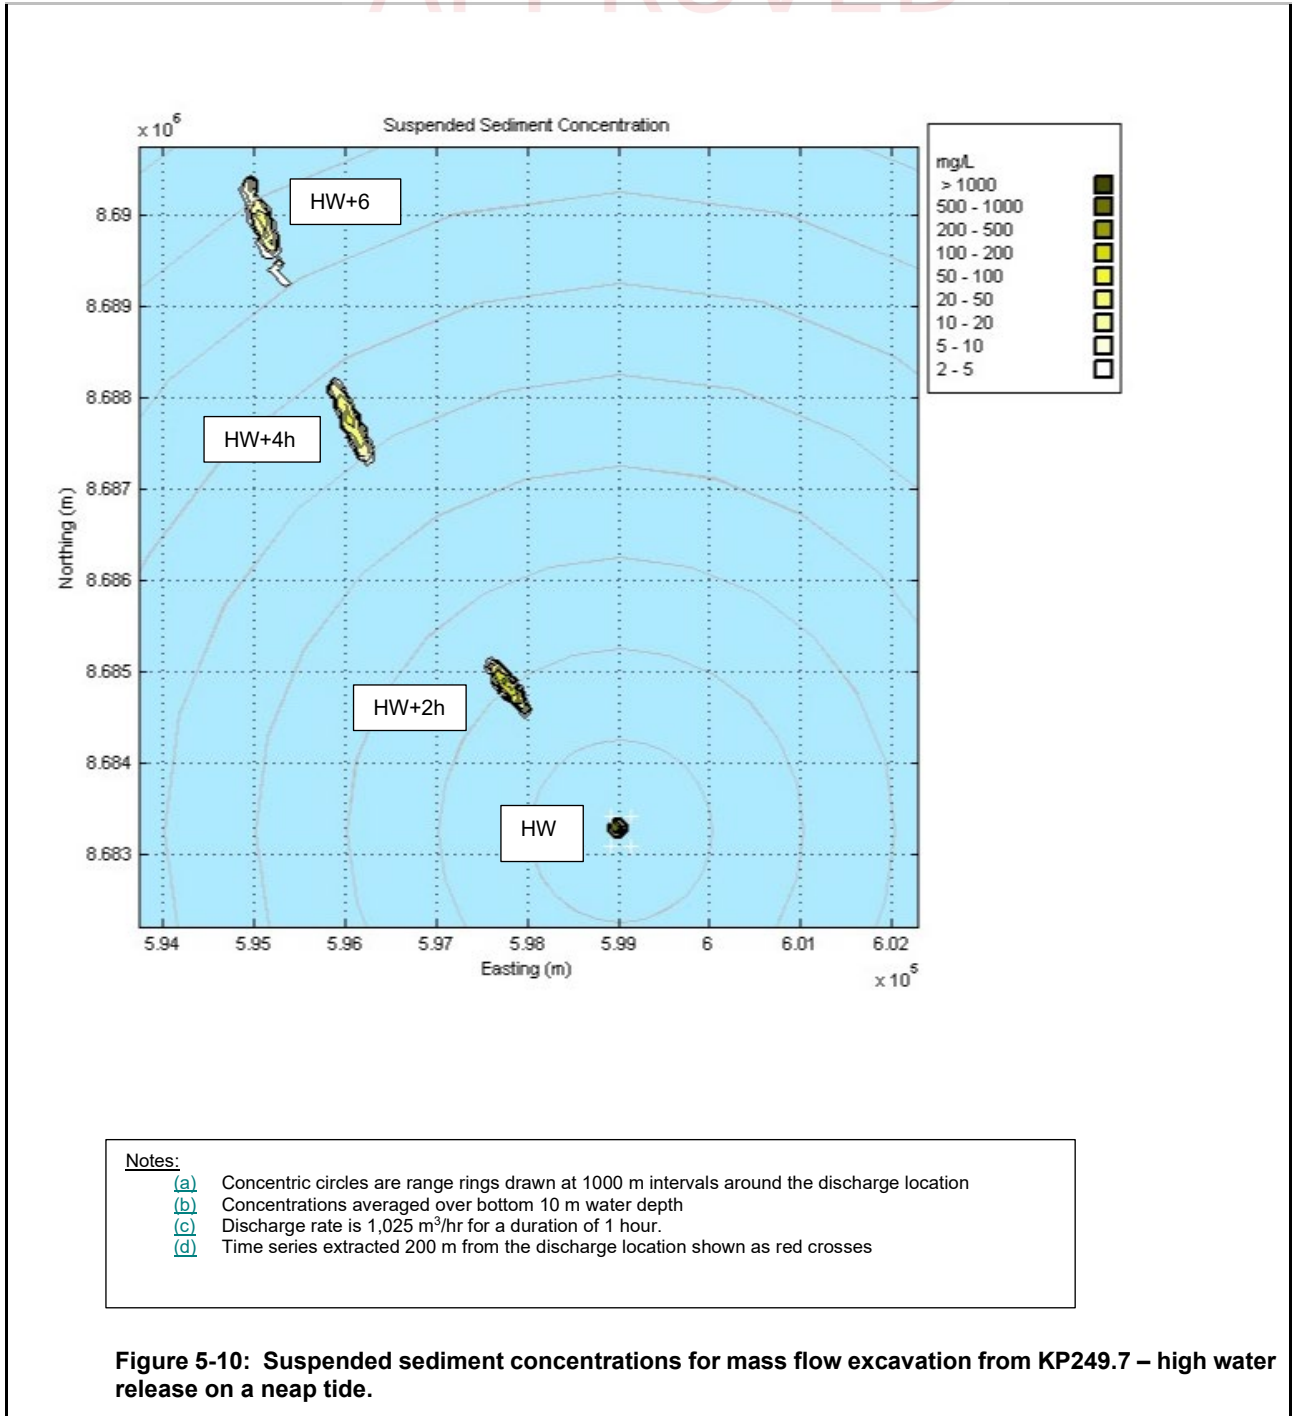 APPROVED
Suspended Sediment Concentration
x 10⁶
8.69
8.689
8.688
8.687
8.686
8.685
8.684
8.683
Northing (m)
5.94 5.95 5.96 5.97 5.98 5.99 6 6.01 6.02
Easting (m)
x 10⁵
HW+6
HW+4h
HW+2h
HW
mg/L
> 1000
500 - 1000
200 - 500
100 - 200
50 - 100
20 - 50
10 - 20
5 - 10
2 - 5
Notes:
(a) Concentric circles are range rings drawn at 1000 m intervals around the discharge location
(b) Concentrations averaged over bottom 10 m water depth
(c) Discharge rate is 1,025 m³/hr for a duration of 1 hour.
(d) Time series extracted 200 m from the discharge location shown as red crosses
Figure 5-10: Suspended sediment concentrations for mass flow excavation from KP249.7 – high water
release on a neap tide.